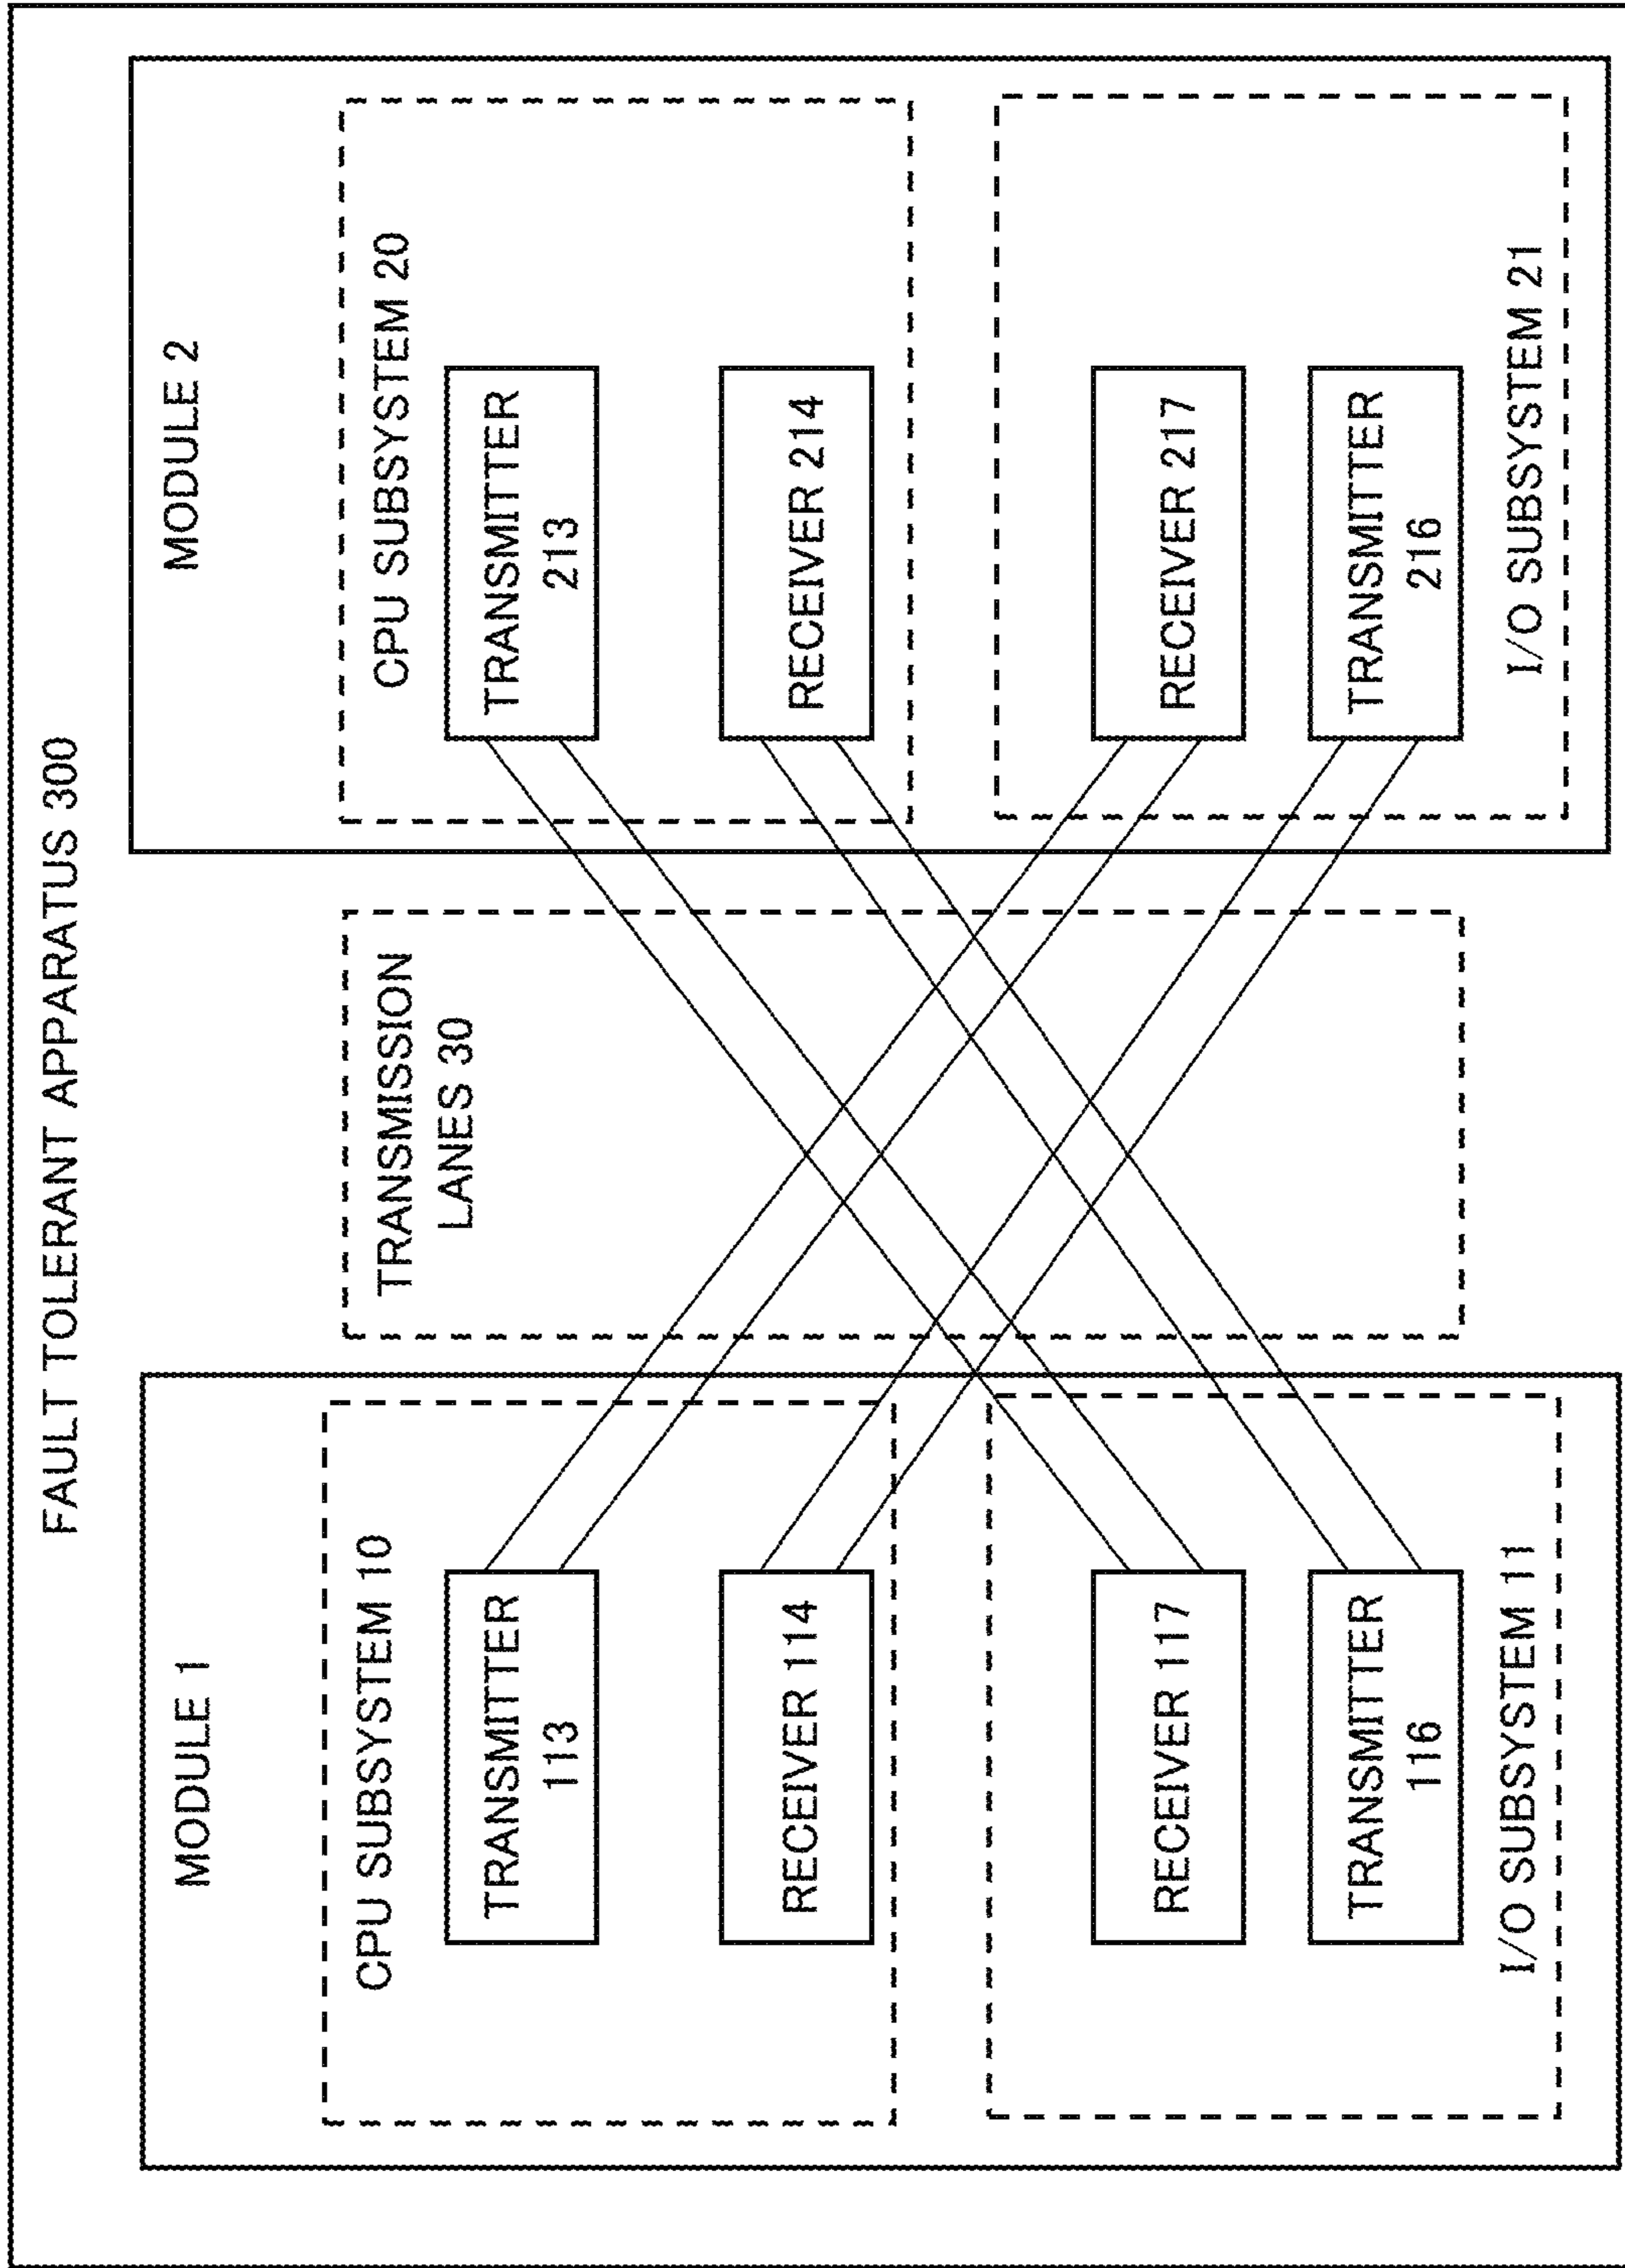 FAULT TOLERANT APPARATUS 300
MODULE 1
CPU SUBSYSTEM 10
TRANSMITTER
113
RECEIVER 114
RECEIVER 117
TRANSMITTER
116
I/O SUBSYSTEM 11
TRANSMISSION
LANES 30
MODULE 2
CPU SUBSYSTEM 20
TRANSMITTER
213
RECEIVER 214
RECEIVER 217
TRANSMITTER
216
I/O SUBSYSTEM 21